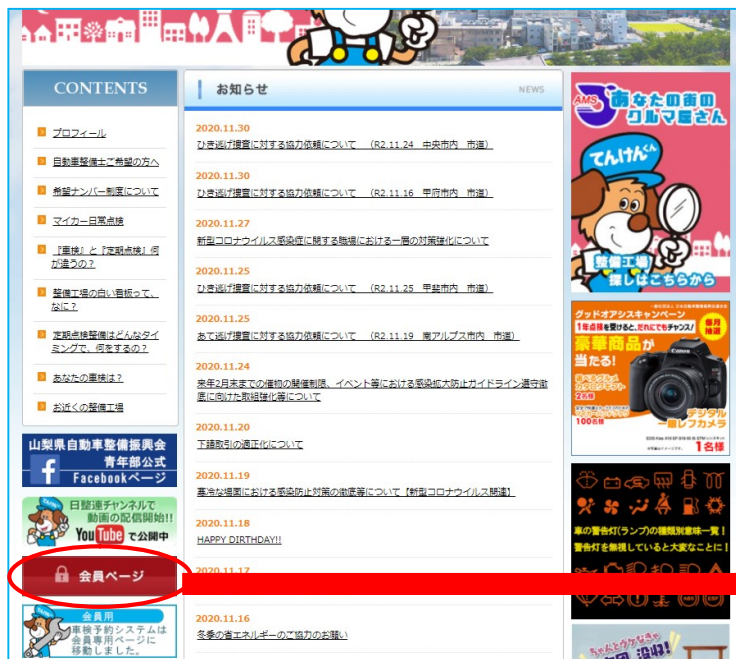 CONTENTS
プロフィール
自動車整備士ご希望の方へ
希望ナンバー制度について
マイカー日常点検
『車検』と『定期点検』何
が違うの？
整備工場の白い看板って、
なに？
定期点検整備はどんなタイ
ミングで、何をするの？
あなたの車検は？
お近くの整備工場
山梨県自動車整備振興会
青年部公式
Facebookページ
日整連チャンネルで
動画の配信開始!!
YouTubeで公開中
会員ページ
会員用
車検予約システムは
会員専用ページに
移動しました。
お知らせ
NEWS
2020.11.30
ひき逃げ捜査に対する協力依頼について （R2.11.24 中央市内 市道）
2020.11.30
ひき逃げ捜査に対する協力依頼について （R2.11.16 甲府市内 市道）
2020.11.27
新型コロナウイルス感染症に関する職場における一層の対策強化について
2020.11.25
ひき逃げ捜査に対する協力依頼について （R2.11.25 甲斐市内 市道）
2020.11.25
あて逃げ捜査に対する協力依頼について （R2.11.19 南アルプス市内 市道）
2020.11.24
来年2月末までの催物の開催制限、イベント等における感染拡大防止ガイドライン遵守徹
底に向けた取組強化等について
2020.11.20
下請取引の適正化について
2020.11.19
寒冷な場面における感染防止対策の徹底等について【新型コロナウイルス関連】
2020.11.18
HAPPY DIRTHDAY!!
2020.11.17
2020.11.16
冬季の省エネルギーのご協力のお願い
AMS
あなたの街の
クルマ屋さん
てんけんくん
整備工場
探しはこちらから
グッドオアシスキャンペーン
1年点検を受けると、だれにでもチャンス！
毎月
抽選
豪華商品が
当たる！
選べるグルメ
カタログギフト
2名様
100名様
Canon
デジタル
一眼レフカメラ
1名様
車の警告灯(ランプ)の種類別意味一覧！
警告灯を無視していると大変なことに！
ABS
ESP
没収!